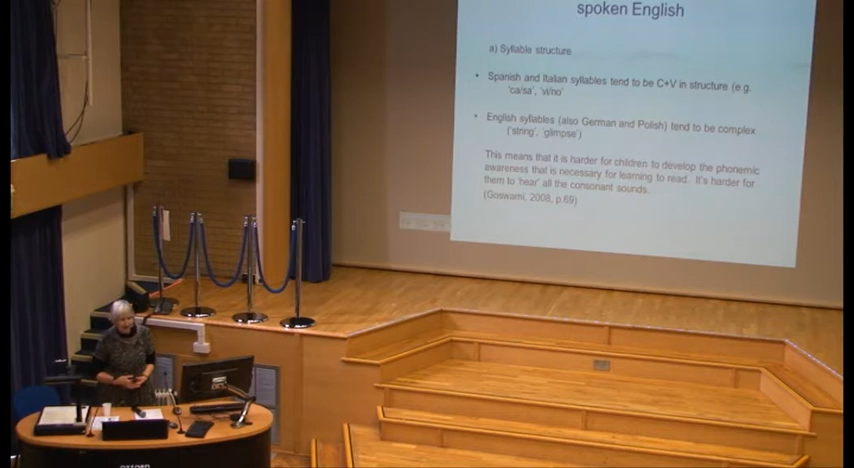 spoken English
a) Syllable structure
• Spanish and Italian syllables tend to be C+V in structure (e.g.
'ca/sa', 'vi/no'
• English syllables (also German and Polish) tend to be complex
('string', 'glimpse')
This means that it is harder for children to develop the phonemic
awareness that is necessary for learning to read. It's harder for
them to 'hear' all the consonant sounds.
(Goswami, 2008, p.69)
OXFORD